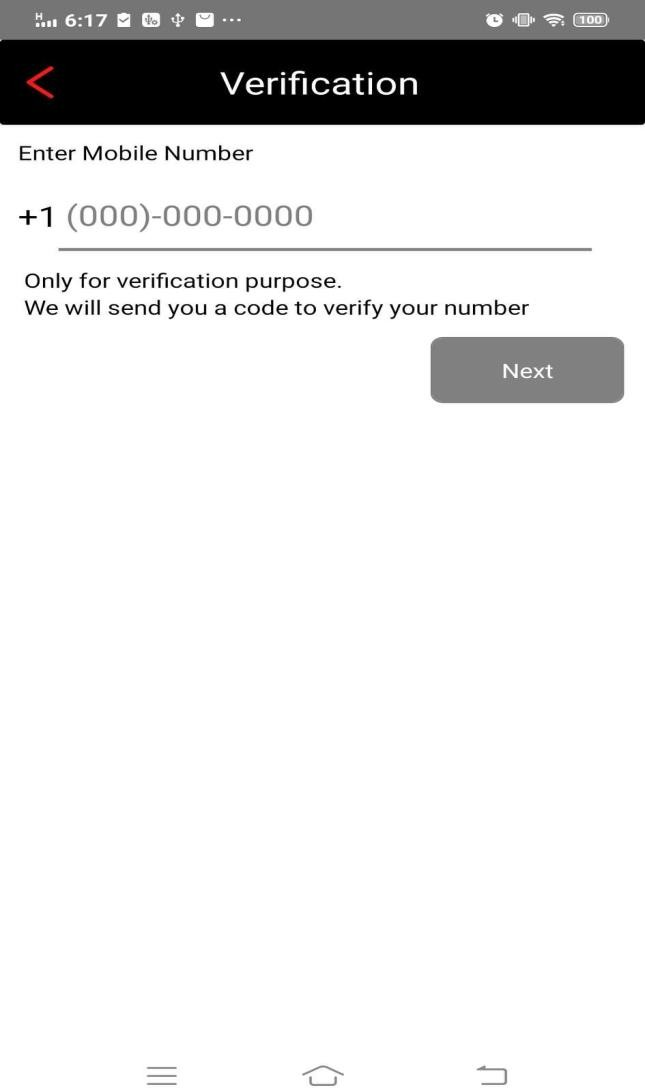 H 6:17 100
Verification
Enter Mobile Number
+1 (000)-000-0000
Only for verification purpose.
We will send you a code to verify your number
Next